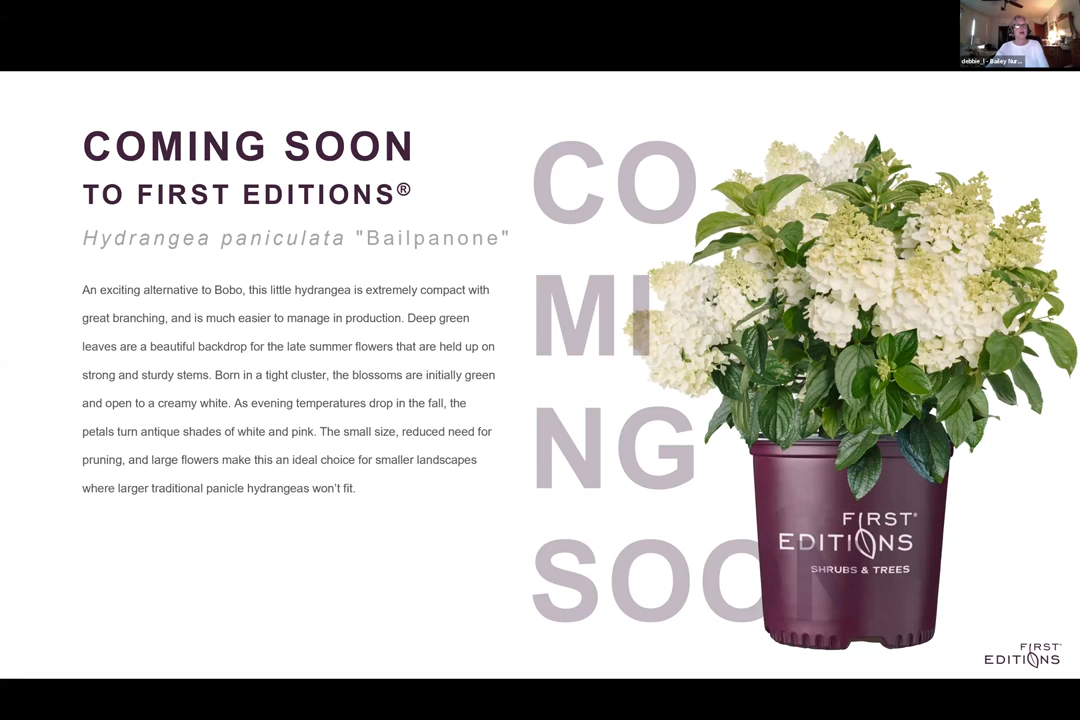 debbie_l - Bailey Nur...
COMING SOON
TO FIRST EDITIONS®
Hydrangea paniculata "Bailpanone"
An exciting alternative to Bobo, this little hydrangea is extremely compact with
great branching, and is much easier to manage in production. Deep green
leaves are a beautiful backdrop for the late summer flowers that are held up on
strong and sturdy stems. Born in a tight cluster, the blossoms are initially green
and open to a creamy white. As evening temperatures drop in the fall, the
petals turn antique shades of white and pink. The small size, reduced need for
pruning, and large flowers make this an ideal choice for smaller landscapes
where larger traditional panicle hydrangeas won’t fit.
CO
MI
NG
SOON
FIRST®
EDITIONS
SHRUBS & TREES
FIRST®
EDITIONS